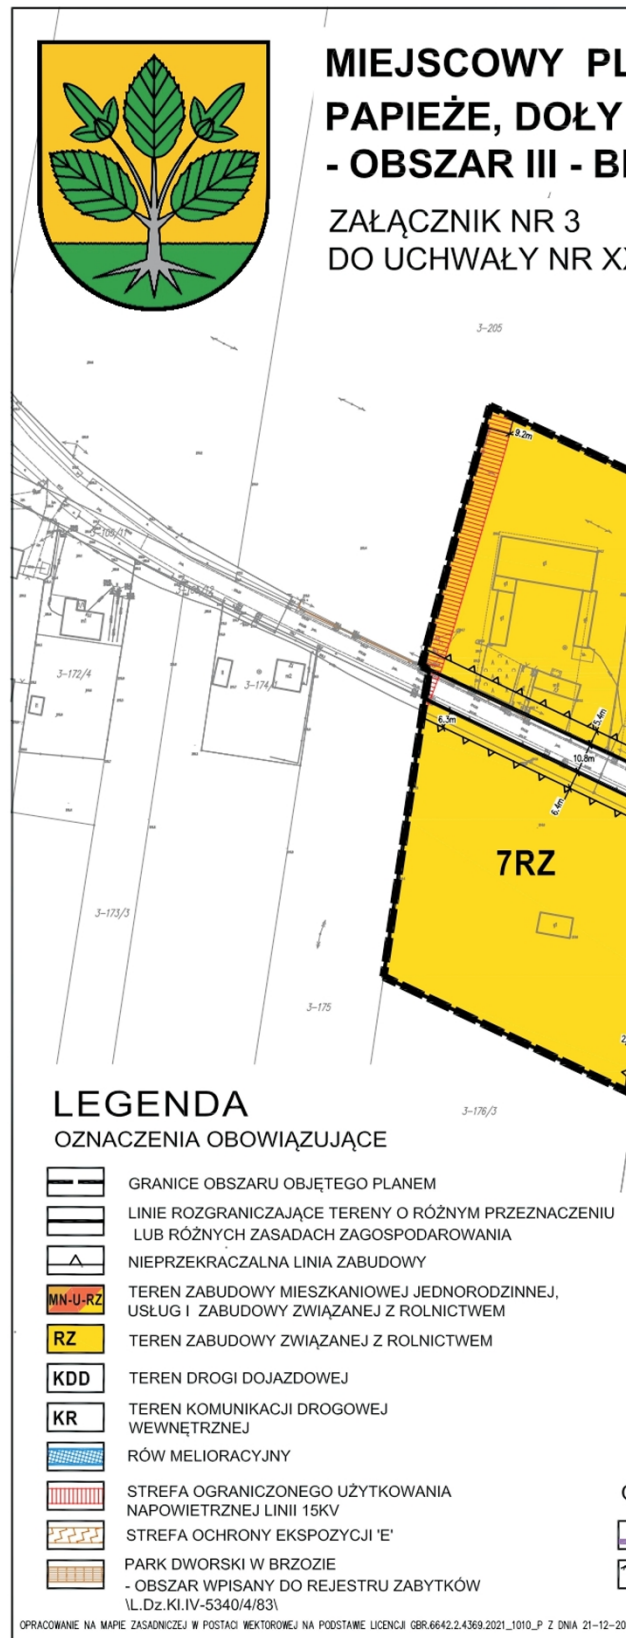 MIEJSCOWY PL
PAPIEŻE, DOŁY
- OBSZAR III - B
ZAŁĄCZNIK NR 3
DO UCHWAŁY NR XX
3-205
9.2m
3-172/4
3-174/
6.3m
5.4m
10.8m
6.4m
7RZ
3-173/3
3-175
3-176/3
LEGENDA
OZNACZENIA OBOWIĄZUJĄCE
GRANICE OBSZARU OBJĘTEGO PLANEM
LINIE ROZGRANICZAJĄCE TERENY O RÓŻNYM PRZEZNACZENIU
LUB RÓŻNYCH ZASADACH ZAGOSPODAROWANIA
NIEPRZEKRACZALNA LINIA ZABUDOWY
MN-U-RZ TEREN ZABUDOWY MIESZKANIOWEJ JEDNORODZINNEJ,
USŁUG I ZABUDOWY ZWIĄZANEJ Z ROLNICTWEM
RZ TEREN ZABUDOWY ZWIĄZANEJ Z ROLNICTWEM
KDD TEREN DROGI DOJAZDOWEJ
KR TEREN KOMUNIKACJI DROGOWEJ
WEWNĘTRZNEJ
RÓW MELIORACYJNY
STREFA OGRANICZONEGO UŻYTKOWANIA
NAPOWIETRZNEJ LINII 15KV
STREFA OCHRONY EKSPOZYCJI 'E'
PARK DWORSKI W BRZOZIE
- OBSZAR WPISANY DO REJESTRU ZABYTKÓW
\L.Dz.Kl.IV-5340/4/83\
OPRACOWANIE NA MAPIE ZASADNICZEJ W POSTACI WEKTOROWEJ NA PODSTAWIE LICENCJI GBR.6642.2.4369.2021_1010_P Z DNIA 21-12-20